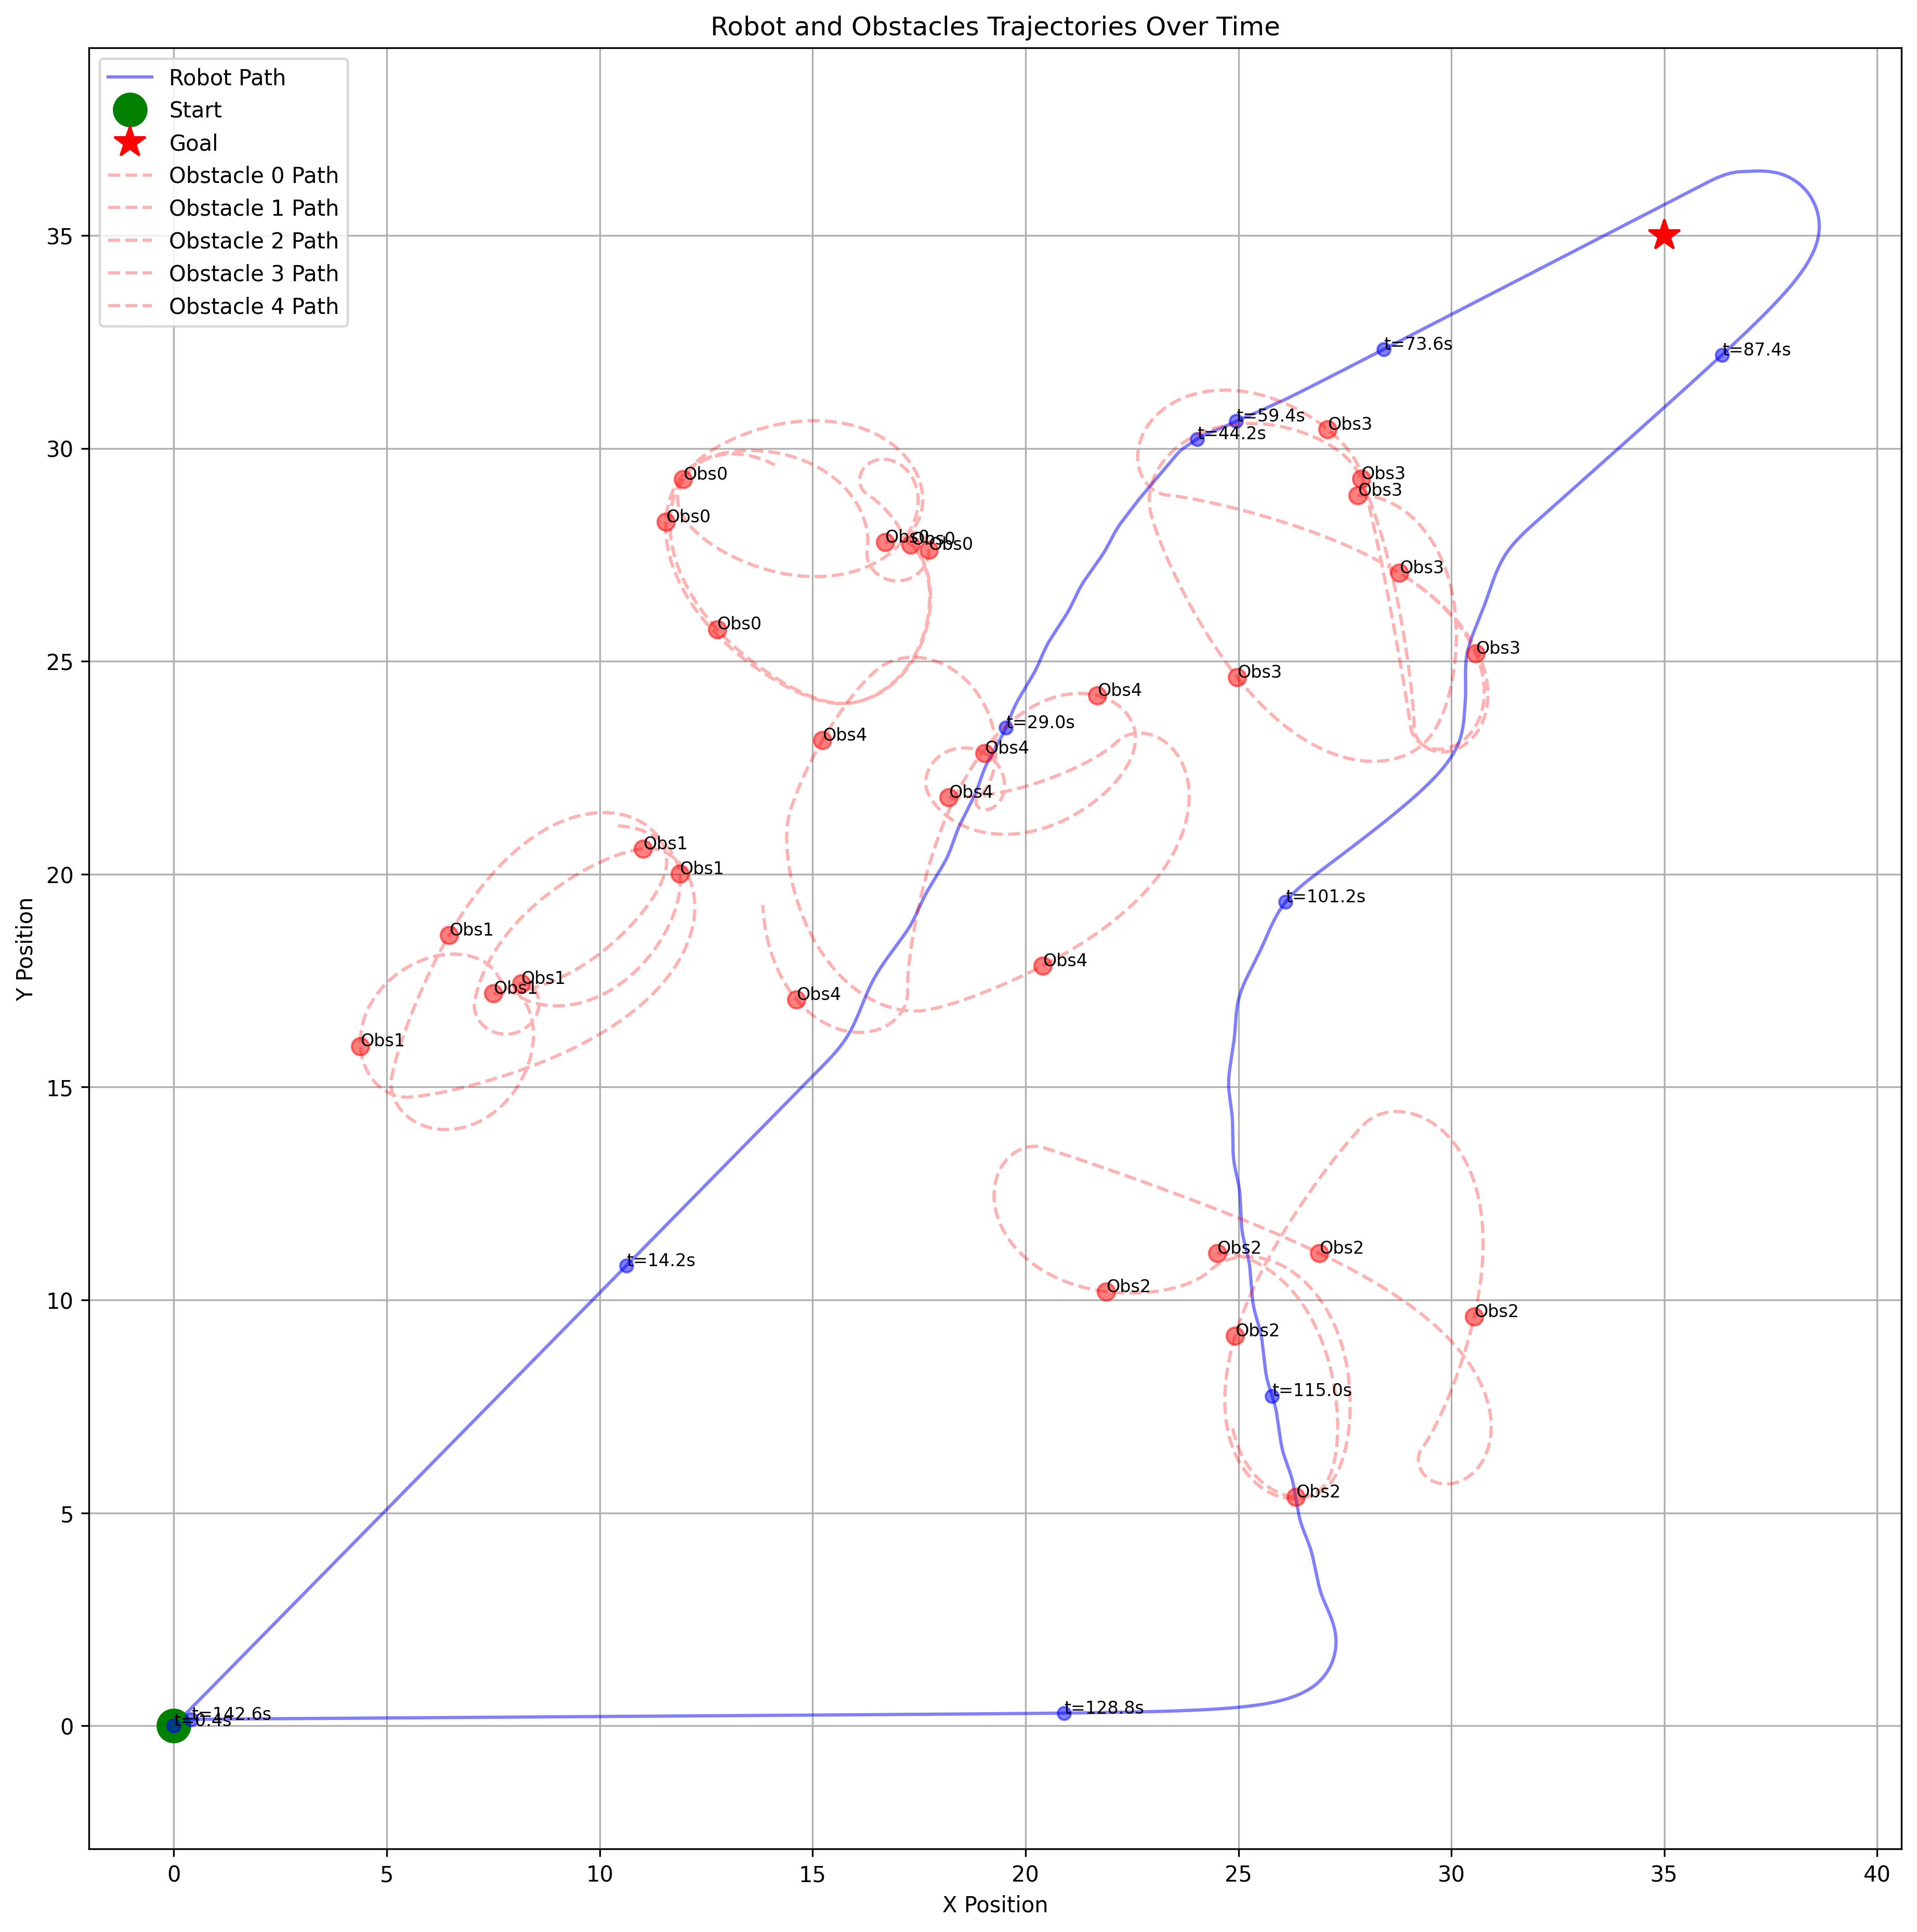 Robot and Obstacles Trajectories Over Time
Robot Path
Start
Goal
Obstacle 0 Path
Obstacle 1 Path
Obstacle 2 Path
Obstacle 3 Path
Obstacle 4 Path
t=73.6s
t=87.4s
t=59.4s
t=44.2s
Obs3
Obs3
Obs3
Obs0
Obs0
Obs0
Obs0
Obs0
Obs3
Obs0
Obs3
Obs3
Obs4
Obs4
t=29.0s
Obs4
Obs4
Obs1
Obs1
t=101.2s
Obs1
Obs4
Obs1
Obs1
Obs4
Obs1
t=14.2s
Obs2
Obs2
Obs2
Obs2
Obs2
t=115.0s
Obs2
t=128.8s
t=142.6s
t=0.4s
35
30
25
20
15
10
5
0
Y Position
0 5 10 15 20 25 30 35 40
X Position